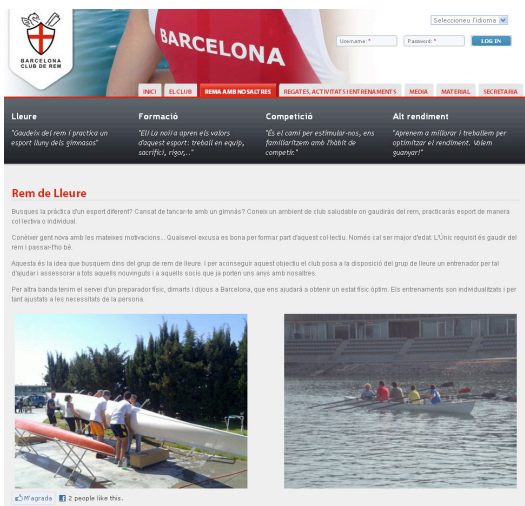 Seleccioneu l'idioma
BARCELONA
CLUB DE REM
BARCELONA
Username: *
Password: *
LOG IN
INICI
EL CLUB
REMA AMB NOSALTRES
REGATES, ACTIVITATS I ENTRENAMENTS
MEDIA
MATERIAL
SECRETARIA
Lleure
"Gaudeix del rem i practica un
esport lluny dels gimnasos"
Formació
"El/ La noi/a apren els valors
d'aquest esport: treball en equip,
sacrifici, rigor,.."
Competició
"És el camí per estimular-nos, ens
familiaritzem amb l'hàbit de
competir."
Alt rendiment
"Aprenem a millorar i treballem per
optimitzar el rendiment. Volem
guanyar!"
Rem de Lleure
Busques la pràctica d'un esport diferent? Cansat de tancar-te amb un gimnàs? Coneix un ambient de club saludable on gaudiràs del rem, practicaràs esport de manera
col·lectiva o individual.
Conèixer gent nova amb les mateixes motivacions... Qualsevol excusa es bona per formar part d'aquest col·lectiu. Només cal ser major d'edat. L'Únic requisit és gaudir del
rem i passar-t'ho bé.
Aquesta és la idea que busquem dins del grup de rem de lleure. I per aconseguir aquest objectiu el club posa a la disposició del grup de lleure un entrenador per tal
d'ajudar i assessorar a tots aquells nouvinguts i a aquells socis que ja porten uns anys amb nosaltres.
Per altra banda tenim el servei d'un preparador físic, dimarts i dijous a Barcelona, que ens ajudarà a obtenir un estat físic òptim. Els entrenaments son individualitzats i per
tant ajustats a les necessitats de la persona.
M'agrada
2 people like this.